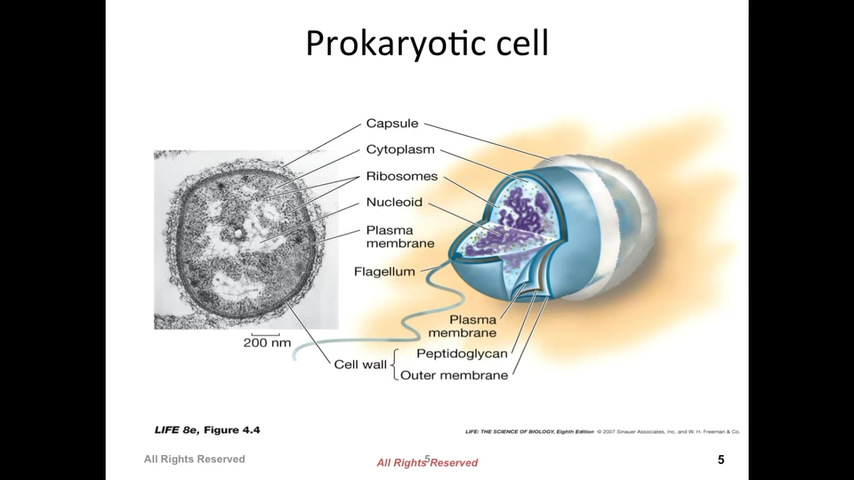 Prokaryotic cell
Capsule
Cytoplasm
Ribosomes
Nucleoid
Plasma
membrane
Flagellum
Plasma
membrane
200 nm
Peptidoglycan
Cell wall
Outer membrane
LIFE 8e, Figure 4.4
LIFE: THE SCIENCE OF BIOLOGY, Eighth Edition © 2007 Sinauer Associates, Inc. and W. H. Freeman & Co.
All Rights Reserved
5
All Rights Reserved
5